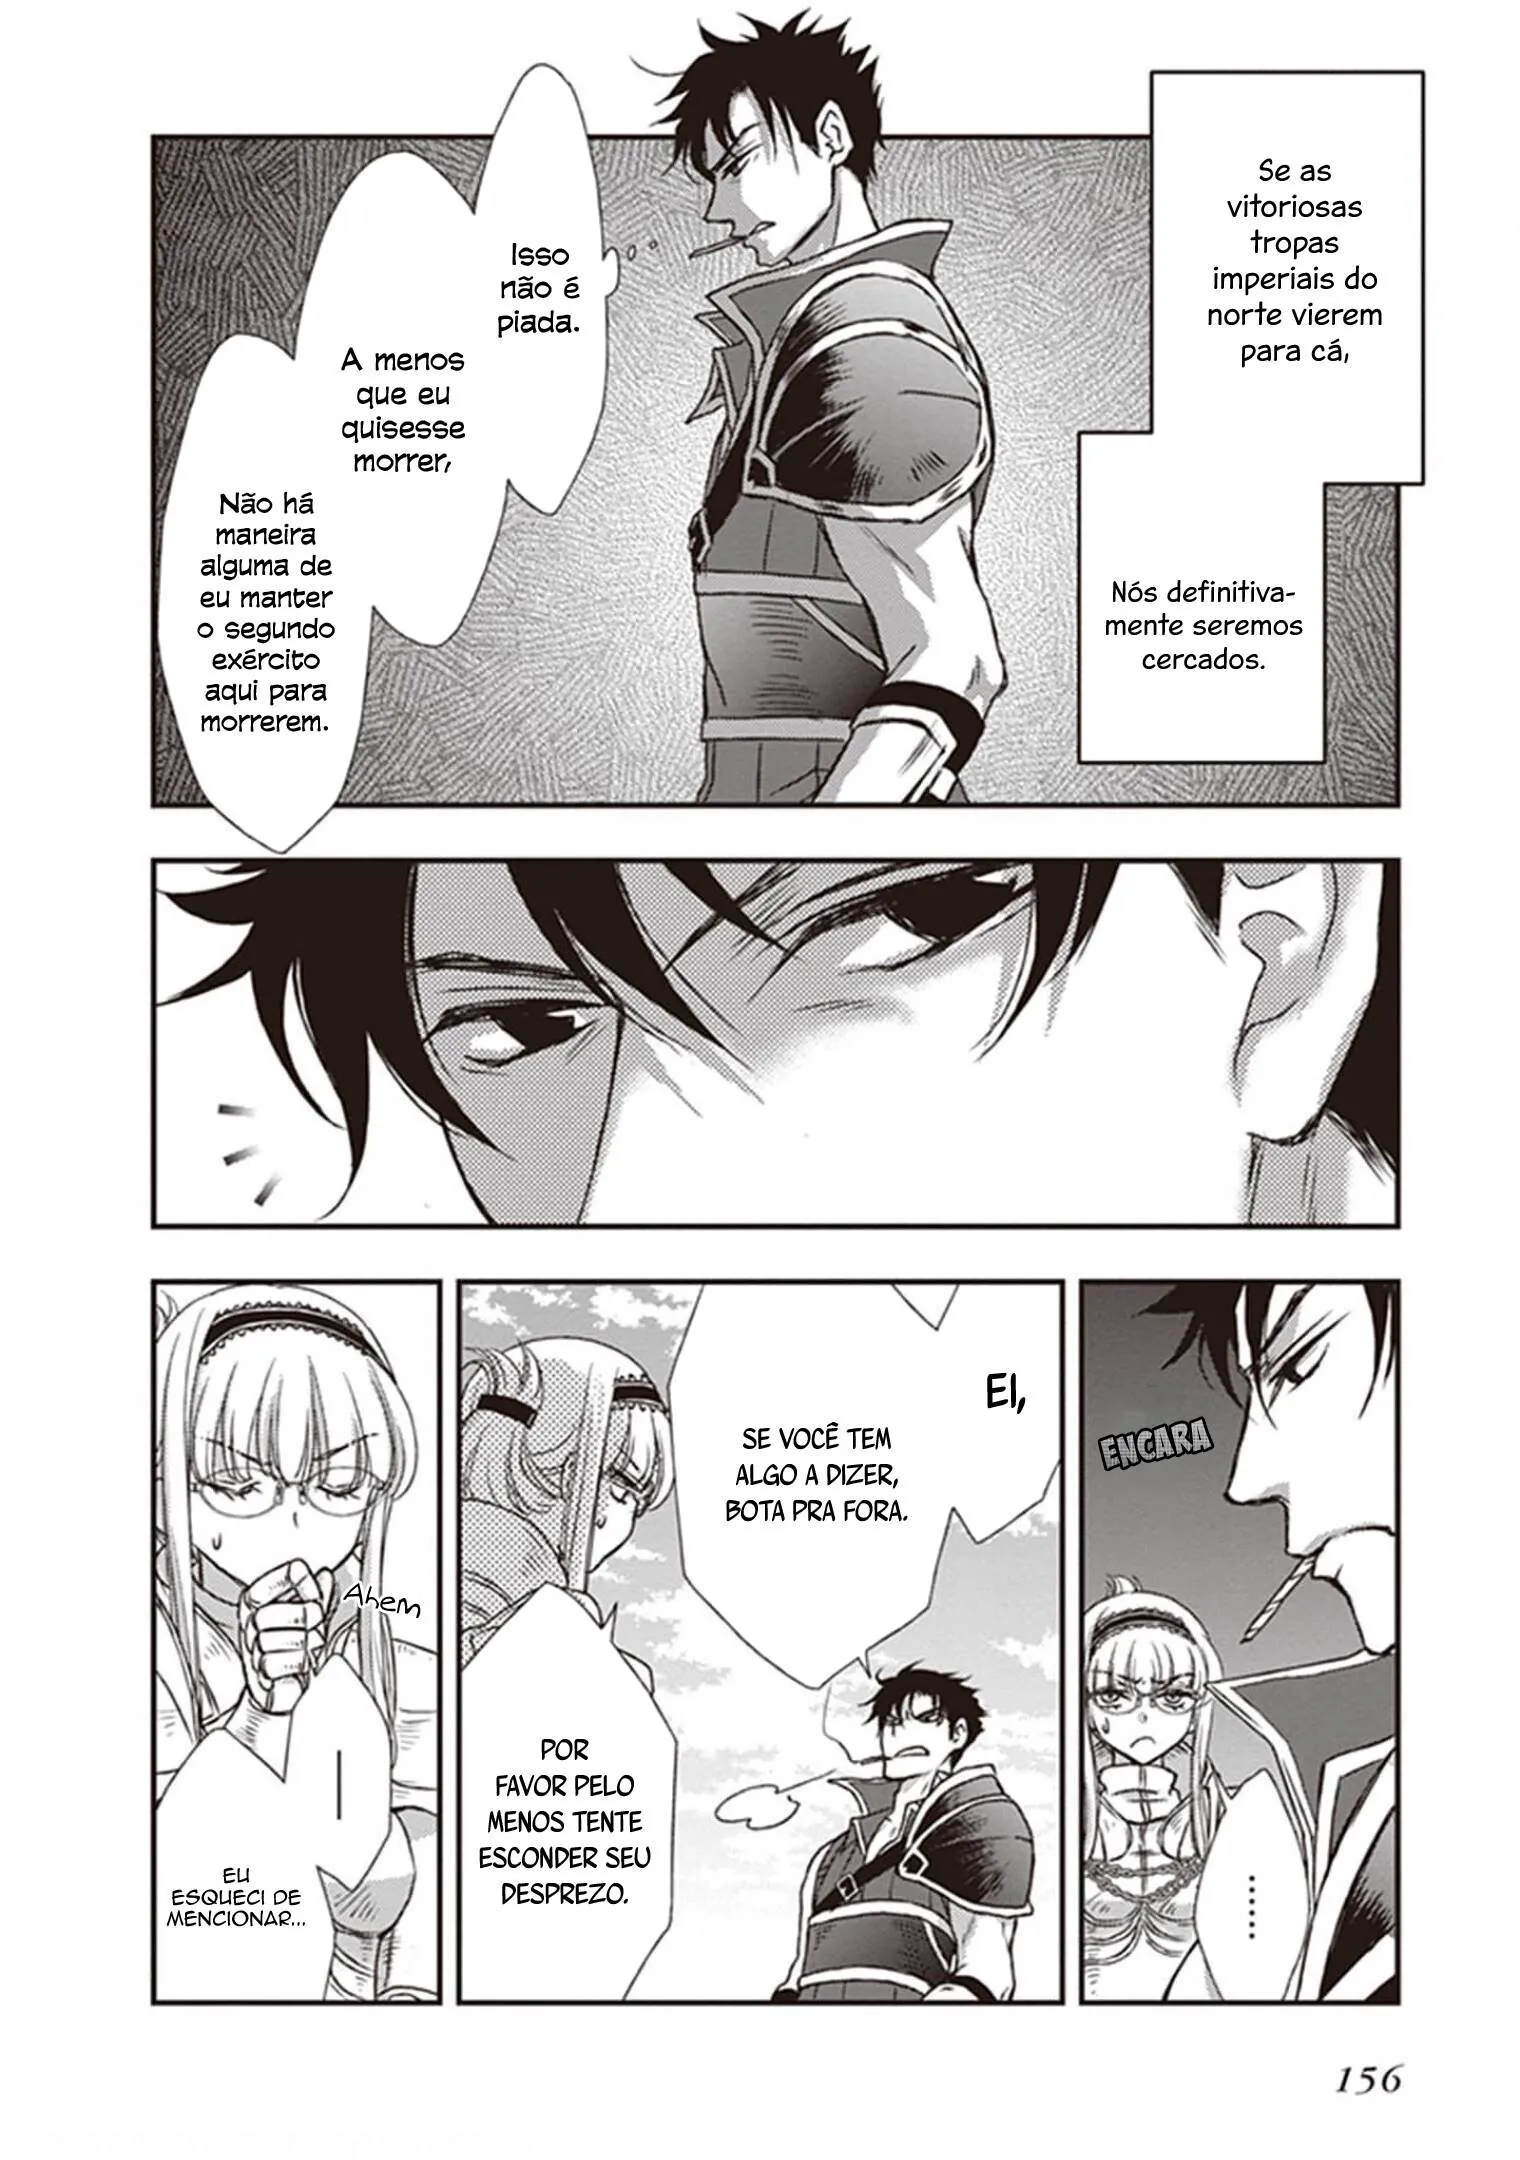 Se as
vitoriosas
tropas
imperiais do
norte vierem
para cá,
Nós definitiva-
mente seremos
cercados.
Isso
não é
piada.
A menos
que eu
quisesse
morrer,
Não há
maneira
alguma de
eu manter
o segundo
exército
aqui para
morrerem.
ENCARA
......
EI,
SE VOCÊ TEM
ALGO A DIZER,
BOTA PRA FORA.
POR
FAVOR PELO
MENOS TENTE
ESCONDER SEU
DESPREZO.
Ahem
EU
ESQUECI DE
MENCIONAR...
156